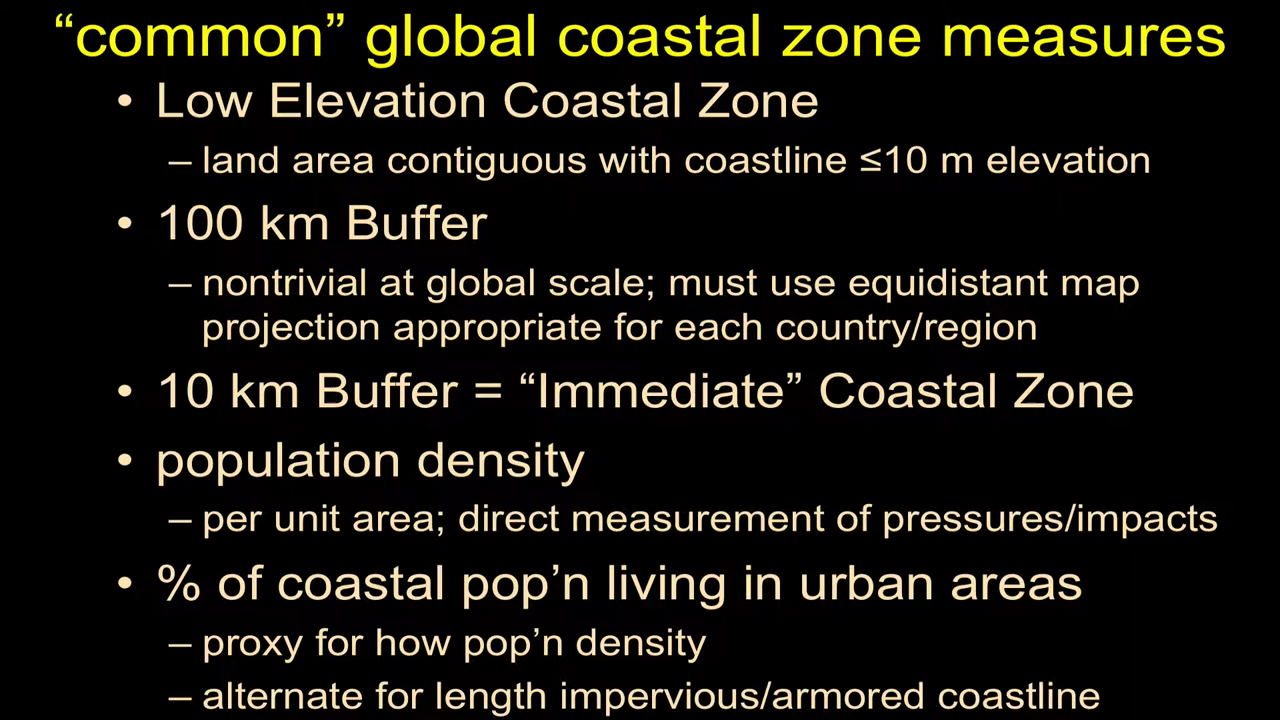 “common” global coastal zone measures
• Low Elevation Coastal Zone
– land area contiguous with coastline ≤10 m elevation
• 100 km Buffer
– nontrivial at global scale; must use equidistant map
projection appropriate for each country/region
• 10 km Buffer = “Immediate” Coastal Zone
• population density
– per unit area; direct measurement of pressures/impacts
• % of coastal pop’n living in urban areas
– proxy for how pop’n density
– alternate for length impervious/armored coastline